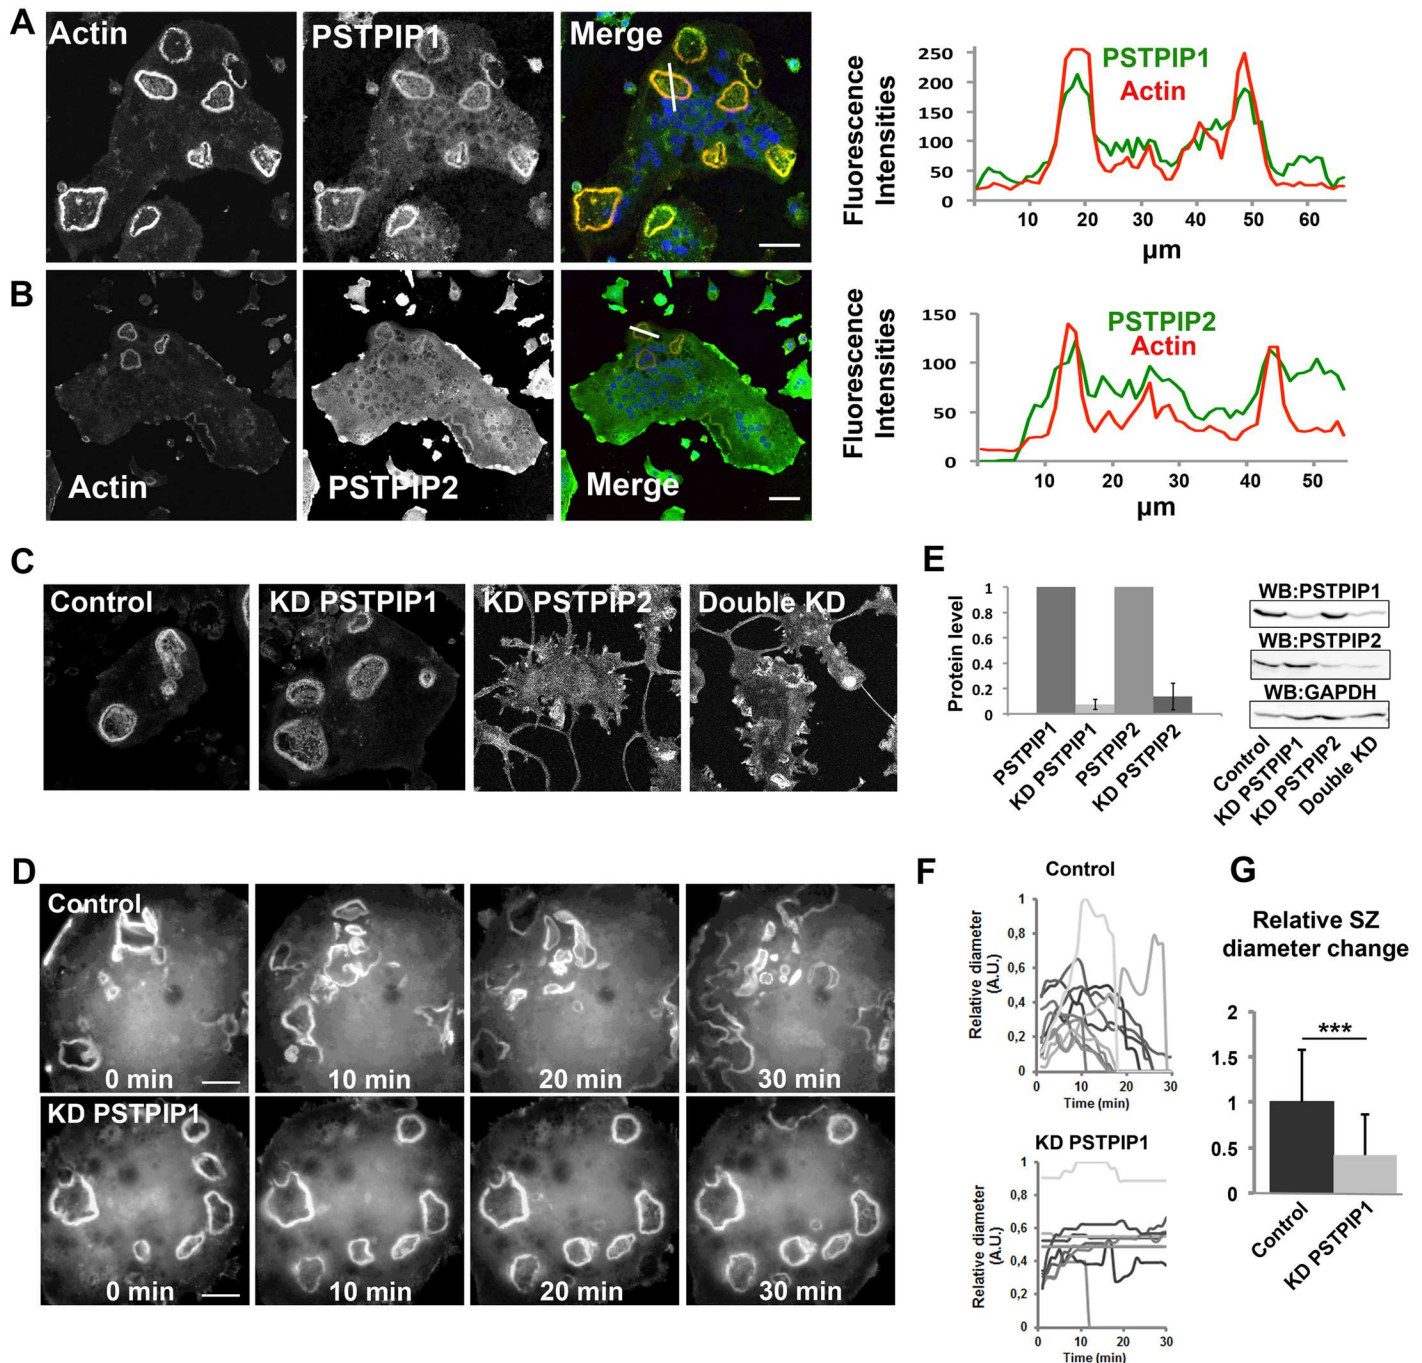 A
Actin
PSTPIP1
Merge
Fluorescence
Intensities
250
200
150
100
50
0
PSTPIP1
Actin
10
20
30
40
50
60
µm
B
Actin
PSTPIP2
Merge
Fluorescence
Intensities
150
100
50
0
PSTPIP2
Actin
10
20
30
40
50
µm
C
Control
KD PSTPIP1
KD PSTPIP2
Double KD
E
Protein level
1
0.8
0.6
0.4
0.2
0
PSTPIP1
KD PSTPIP1
PSTPIP2
KD PSTPIP2
WB:PSTPIP1
WB:PSTPIP2
WB:GAPDH
Control
KD PSTPIP1
KD PSTPIP2
Double KD
D
Control
0 min
10 min
20 min
30 min
KD PSTPIP1
0 min
10 min
20 min
30 min
F
Control
Relative diameter
(A.U.)
1
0,8
0,6
0,4
0,2
0
0
10
20
30
Time (min)
KD PSTPIP1
Relative diameter
(A.U.)
1
0,8
0,6
0,4
0,2
0
0
10
20
30
Time (min)
G
Relative SZ
diameter change
2
1.5
1
0.5
0
***
Control
KD PSTPIP1